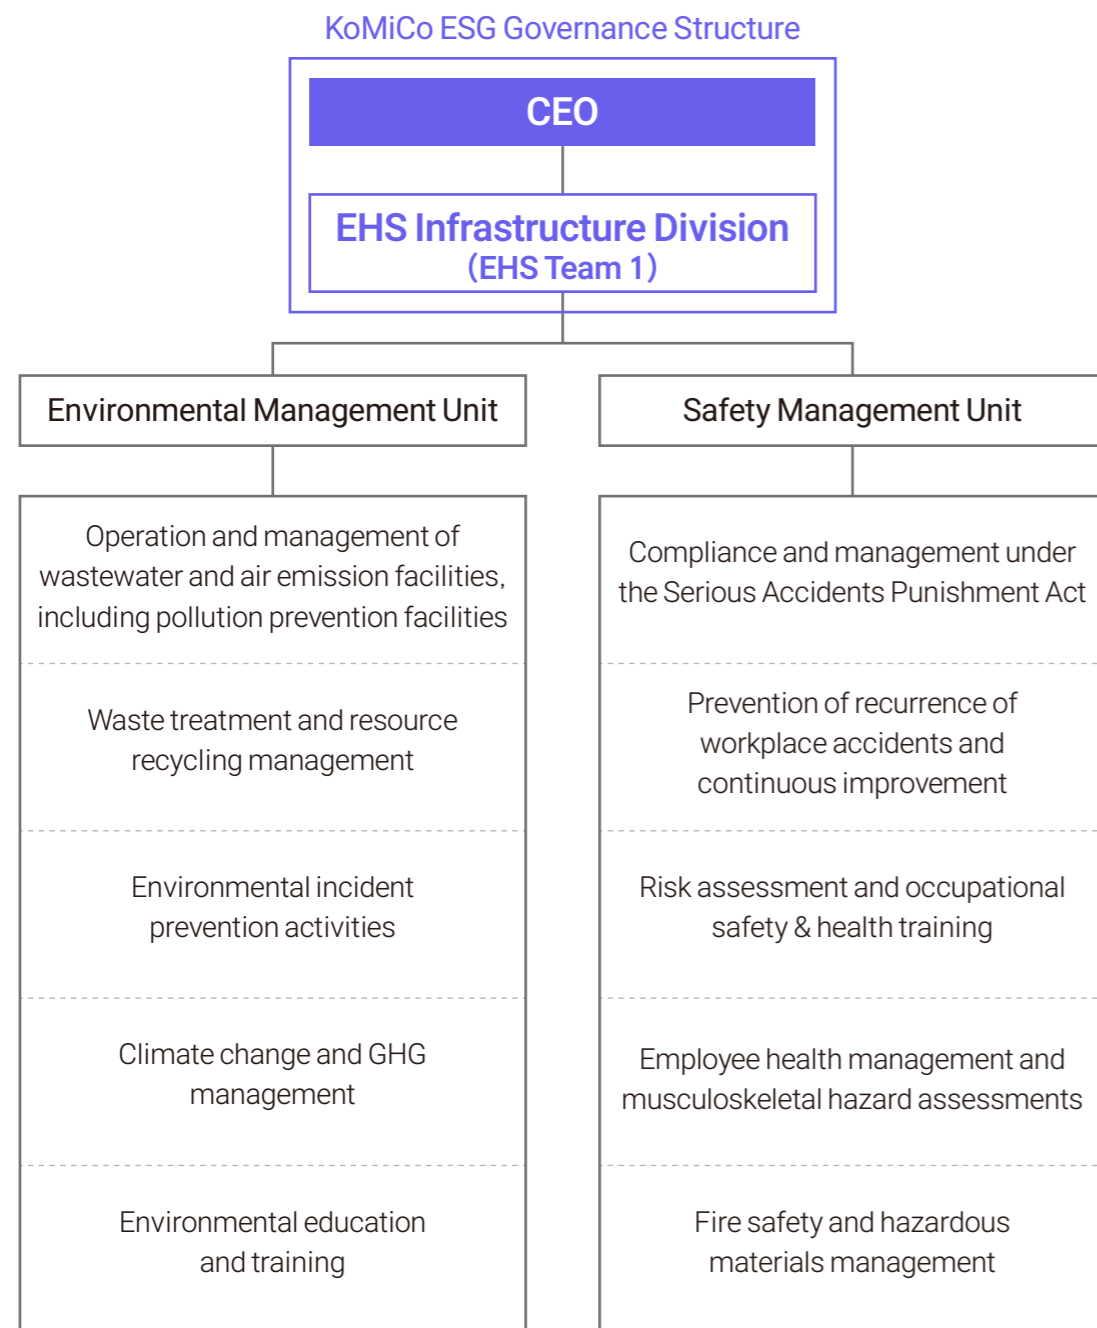 KoMiCo ESG Governance Structure
CEO
EHS Infrastructure Division
(EHS Team 1)
Environmental Management Unit
Operation and management of
wastewater and air emission facilities,
including pollution prevention facilities
Waste treatment and resource
recycling management
Environmental incident
prevention activities
Climate change and GHG
management
Environmental education
and training
Safety Management Unit
Compliance and management under
the Serious Accidents Punishment Act
Prevention of recurrence of
workplace accidents and
continuous improvement
Risk assessment and occupational
safety & health training
Employee health management and
musculoskeletal hazard assessments
Fire safety and hazardous
materials management